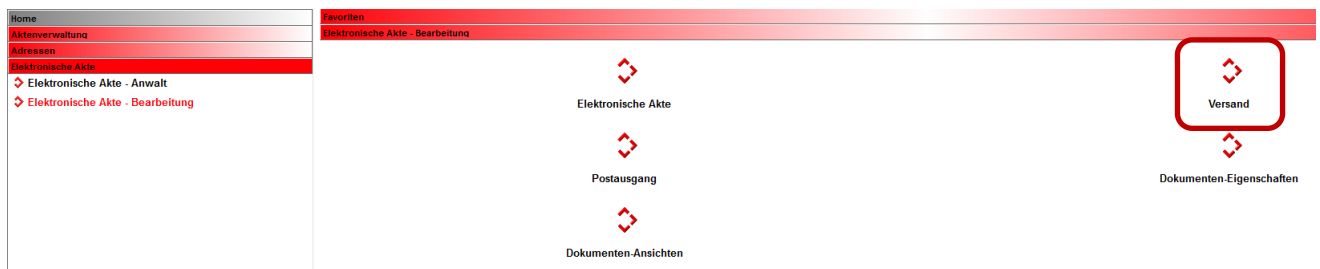 Home
Aktenverwaltung
Adressen
Elektronische Akte
Elektronische Akte - Anwalt
Elektronische Akte - Bearbeitung
Favoriten
Elektronische Akte - Bearbeitung
Elektronische Akte
Versand
Postausgang
Dokumenten-Eigenschaften
Dokumenten-Ansichten